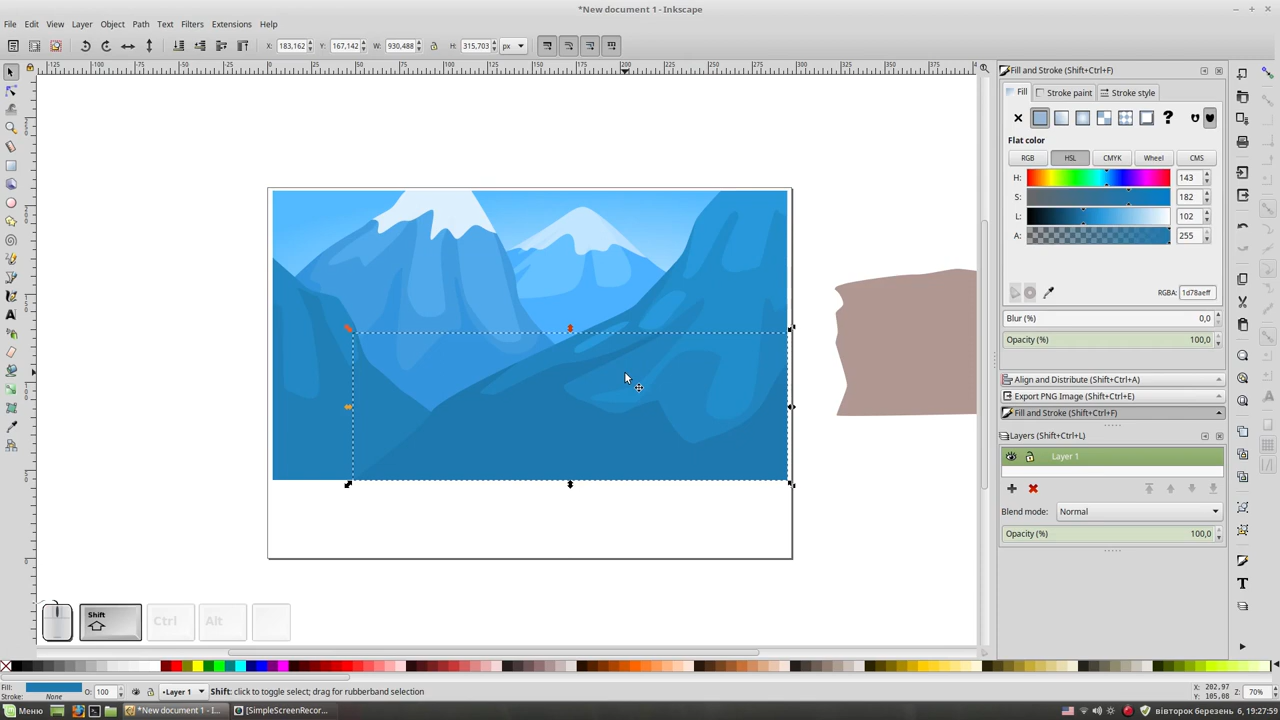 *New document 1 - Inkscape
File Edit View Layer Object Path Text Filters Extensions Help
X: 183,162 Y: 167,142 W: 930,488 H: 315,703 px
Fill and Stroke (Shift+Ctrl+F)
Fill Stroke paint Stroke style
Flat color
RGB HSL CMYK Wheel CMS
H: 143
S: 182
L: 102
A: 255
RGBA: 1d78aeff
Blur (%) 0,0
Opacity (%) 100,0
Align and Distribute (Shift+Ctrl+A)
Export PNG Image (Shift+Ctrl+E)
Fill and Stroke (Shift+Ctrl+F)
Layers (Shift+Ctrl+L)
Layer 1
Blend mode: Normal
Opacity (%) 100,0
Shift Ctrl Alt
Fill:
Stroke: None
O: 100
•Layer 1
Shift: click to toggle select; drag for rubberband selection
X: 202,97
Y: 105,08
Z: 70%
Меню *New document 1 - I... [SimpleScreenRecor... вівторок березень 6, 19:27:59